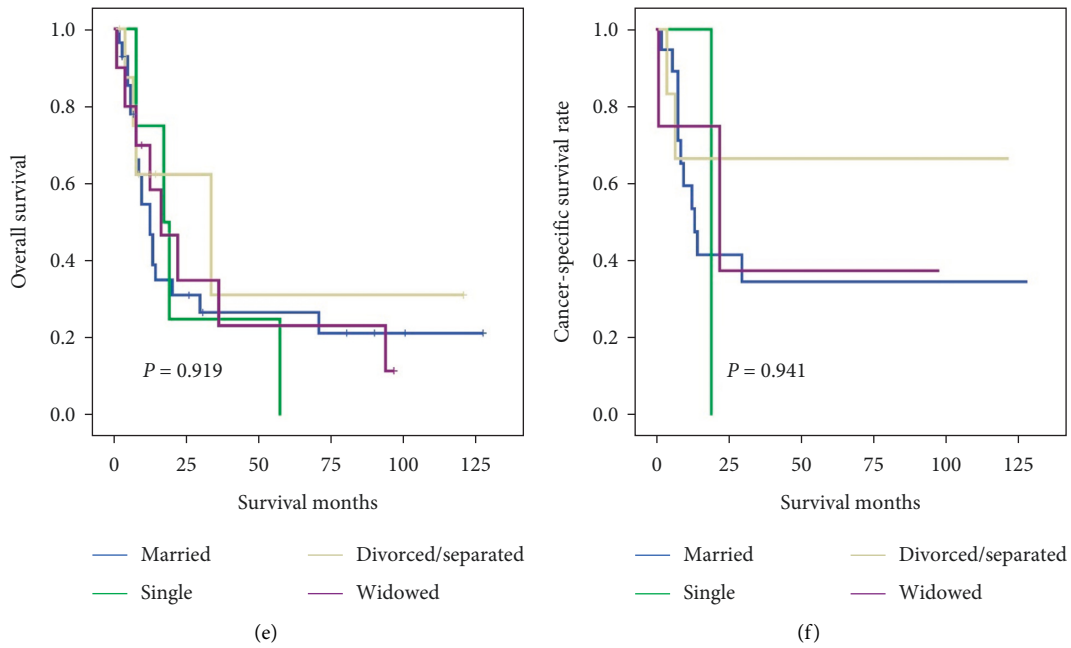 Overall survival
1.0
0.8
0.6
0.4
0.2
0.0
P = 0.919
0 25 50 75 100 125
Survival months
Married
Divorced/separated
Single
Widowed
(e)
Cancer-specific survival rate
1.0
0.8
0.6
0.4
0.2
0.0
P = 0.941
0 25 50 75 100 125
Survival months
Married
Divorced/separated
Single
Widowed
(f)